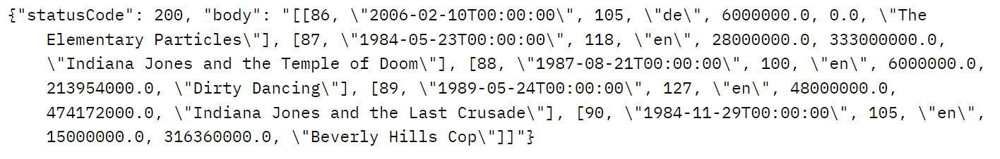 {"statusCode": 200, "body": "[[86, \"2006-02-10T00:00:00\", 105, \"de\", 6000000.0, 0.0, \"The
Elementary Particles\"], [87, \"1984-05-23T00:00:00\", 118, \"en\", 28000000.0, 333000000.0,
\"Indiana Jones and the Temple of Doom\"], [88, \"1987-08-21T00:00:00\", 100, \"en\", 6000000.0,
213954000.0, \"Dirty Dancing\"], [89, \"1989-05-24T00:00:00\", 127, \"en\", 48000000.0,
474172000.0, \"Indiana Jones and the Last Crusade\"], [90, \"1984-11-29T00:00:00\", 105, \"en\",
15000000.0, 316360000.0, \"Beverly Hills Cop\"]]"}